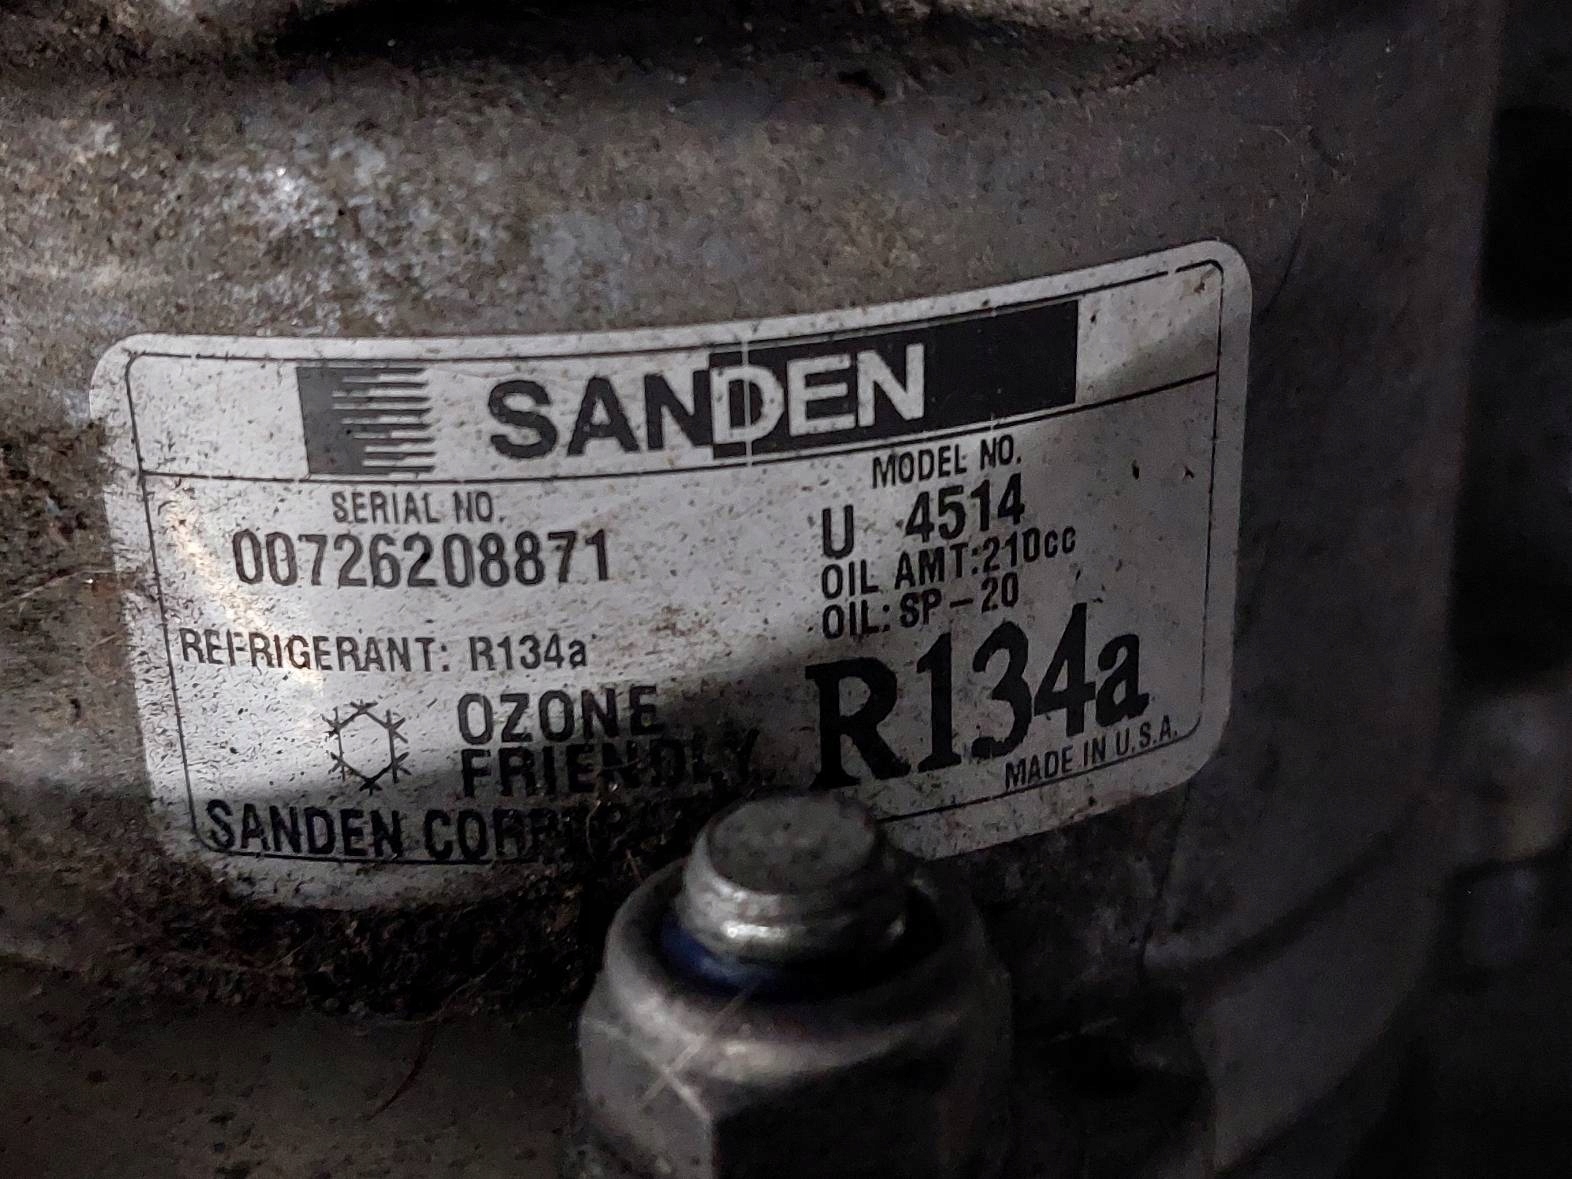 SANDEN
SERIAL NO.
00726208871
MODEL NO.
U 4514
OIL AMT:210cc
OIL: SP-20
REFRIGERANT: R134a
R134a
OZONE
FRIENDLY
MADE IN U.S.A.
SANDEN